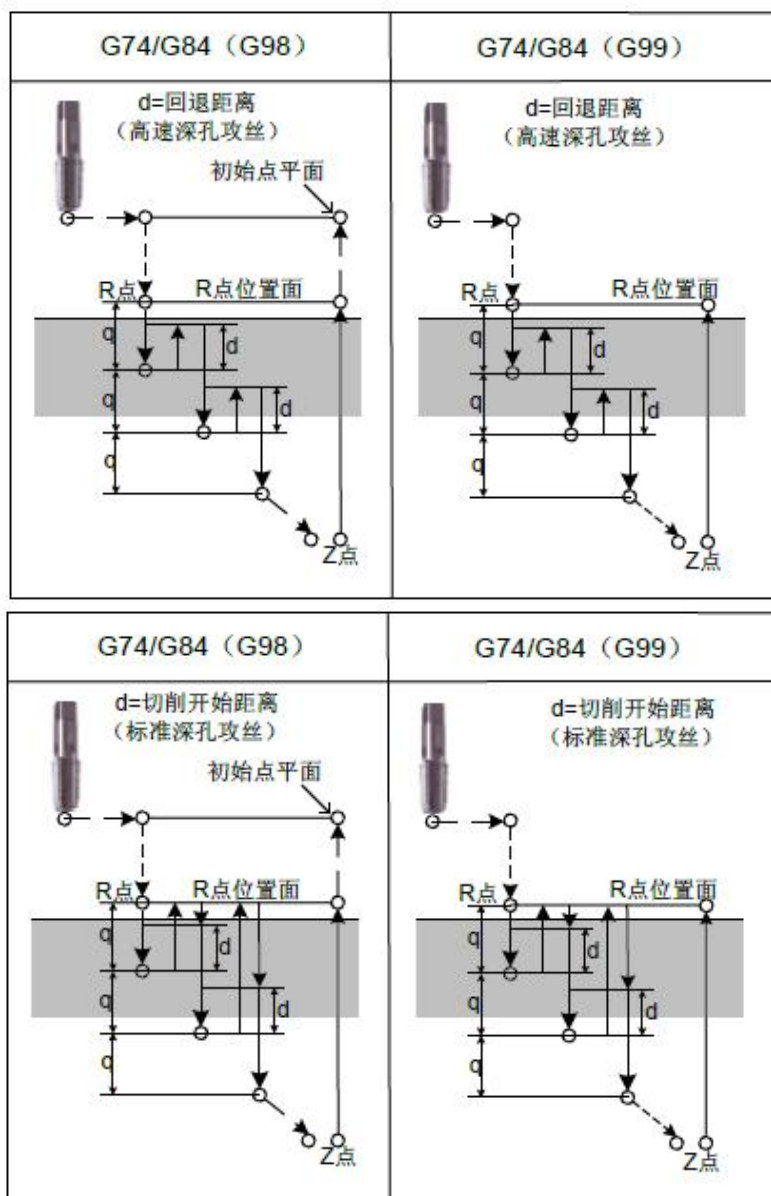 G74/G84（G98）
G74/G84（G99）
d=回退距离
（高速深孔攻丝）
初始点平面
R点
R点位置面
q
d
q
d
q
Z点
d=回退距离
（高速深孔攻丝）
R点
R点位置面
q
d
q
d
q
Z点
G74/G84（G98）
G74/G84（G99）
d=切削开始距离
（标准深孔攻丝）
初始点平面
R点
R点位置面
q
d
q
d
q
Z点
d=切削开始距离
（标准深孔攻丝）
R点
R点位置面
q
d
q
d
q
Z点